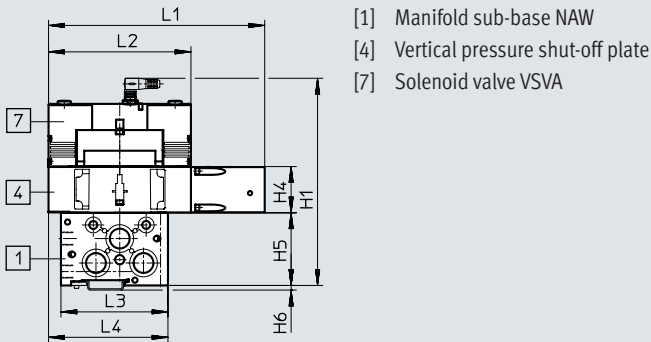 L1
L2
[1] Manifold sub-base NAW
[4] Vertical pressure shut-off plate
[7] Solenoid valve VSVA
7
4
1
H4
H1
H5
H6
L3
L4